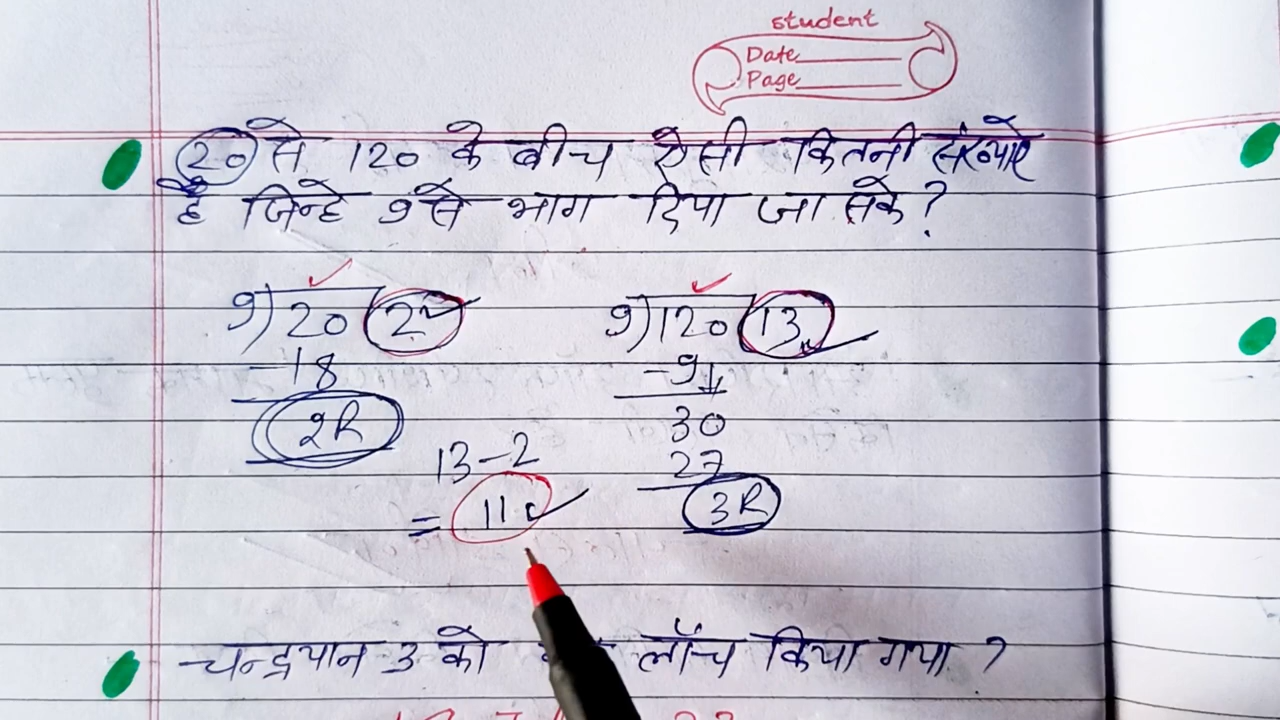 student
Date
Page
20 से 120 के बीच ऐसी कितनी संख्याऐ
है जिन्हे 9 से भाग दिया जा सके?
9)20(2
-18
2R
9)120(13
-9↓
30
27
3R
13-2
= 11
चन्द्रयान 3 को लॉच किया गया ?